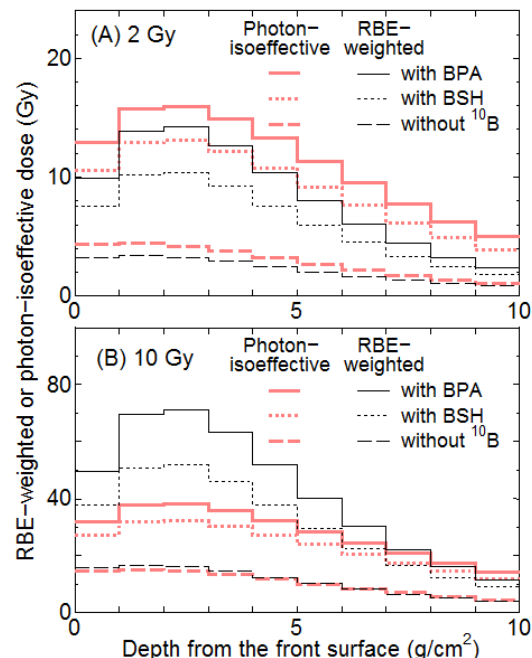 (A) 2 Gy
Photon−
isoeffective
RBE−
weighted
with BPA
with BSH
without ¹⁰B
20
10
0
0
5
10
(B) 10 Gy
Photon−
isoeffective
RBE−
weighted
with BPA
with BSH
without ¹⁰B
80
40
0
0
5
10
RBE−weighted or photon−isoeffective dose (Gy)
Depth from the front surface (g/cm²)